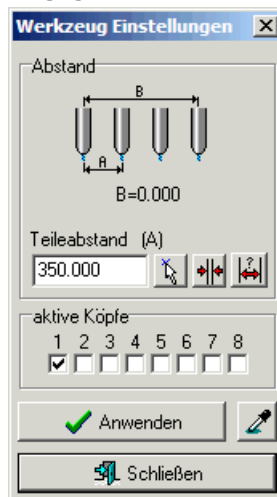 Werkzeug Einstellungen
Abstand
B
A
B=0.000
Teileabstand (A)
350.000
?
aktive Köpfe
1 2 3 4 5 6 7 8
Anwenden
Schließen